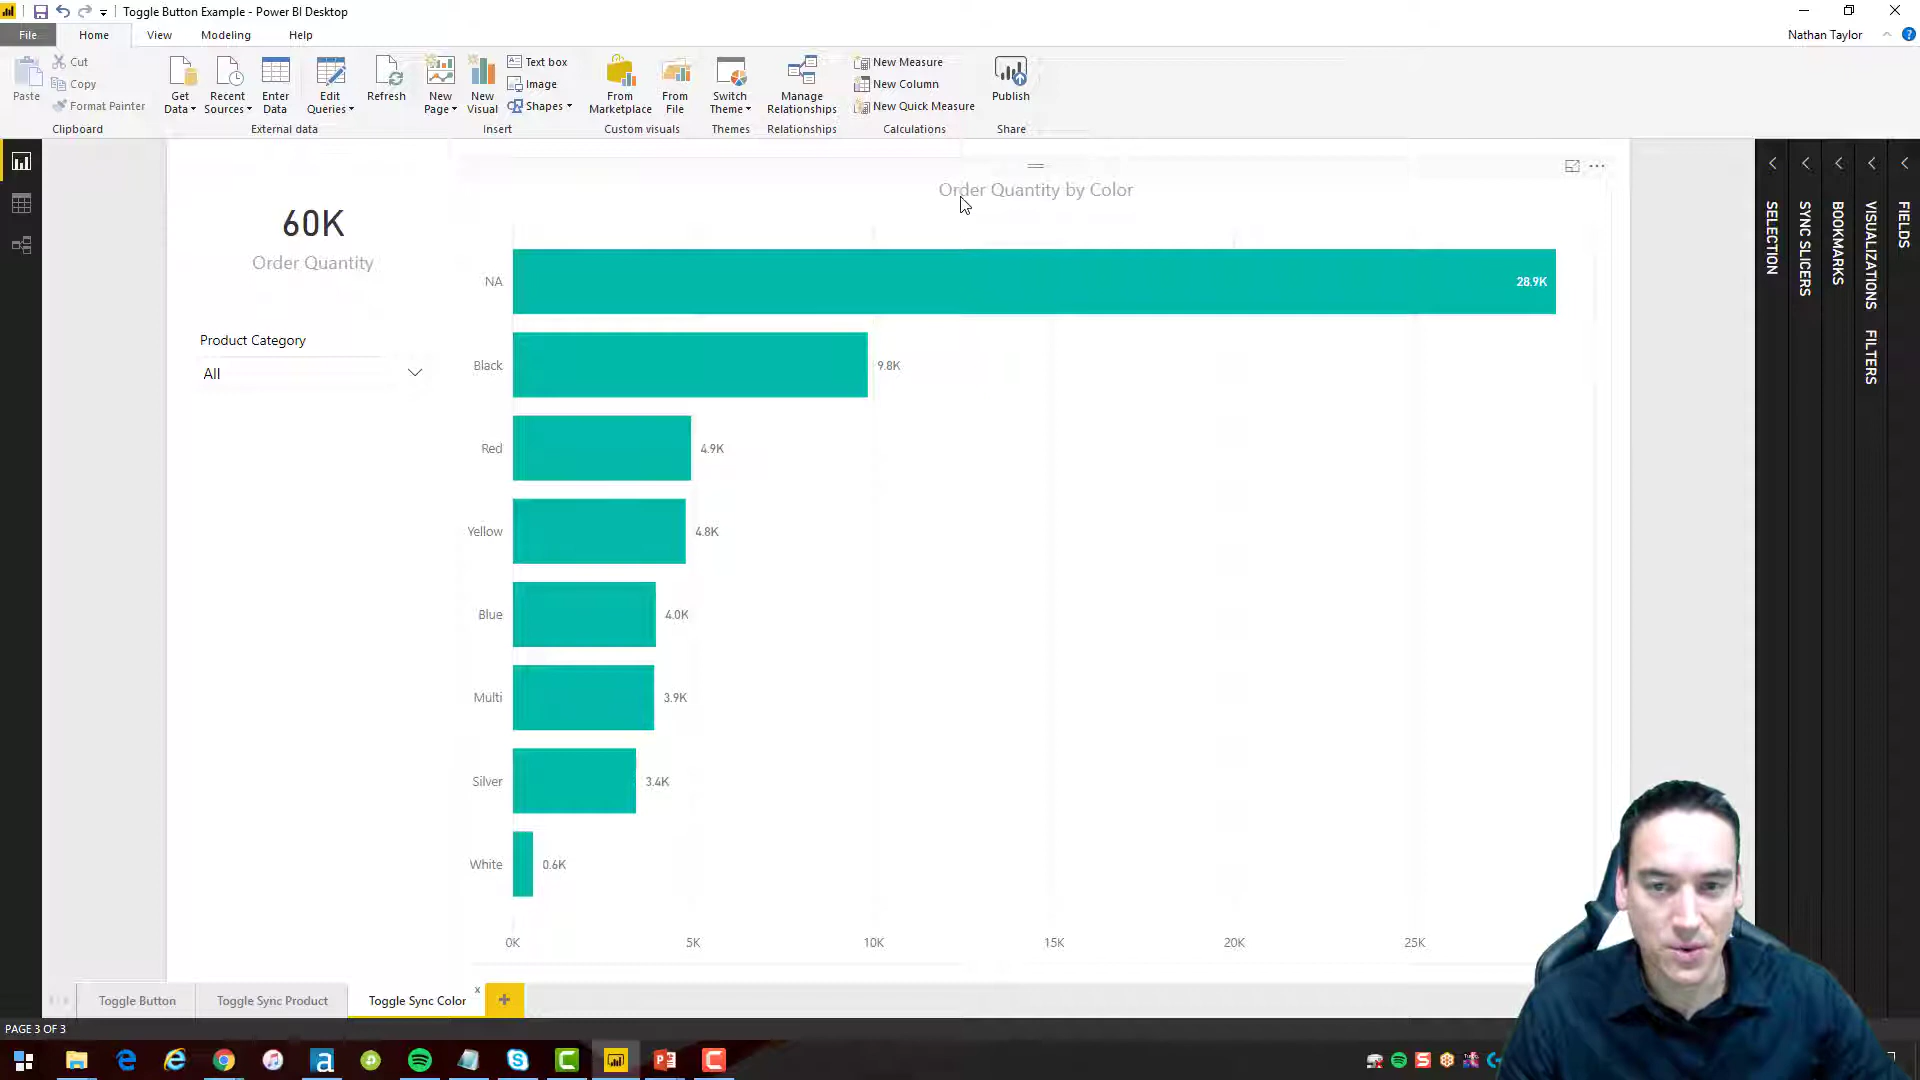 Toggle Button Example - Power BI Desktop
File
Home
View
Modeling
Help
Nathan Taylor
Paste
Cut
Copy
Format Painter
Clipboard
Get Data
Recent Sources
Enter Data
Edit Queries
Refresh
External data
New Page
New Visual
Text box
Image
Shapes
Insert
From Marketplace
From File
Custom visuals
Switch Theme
Themes
Manage Relationships
Relationships
New Measure
New Column
New Quick Measure
Calculations
Publish
Share
60K
Order Quantity
Product Category
All
Order Quantity by Color
NA 28.9K
Black 9.8K
Red 4.9K
Yellow 4.8K
Blue 4.0K
Multi 3.9K
Silver 3.4K
White 0.6K
0K 5K 10K 15K 20K 25K
SELECTION
SYNC SLICERS
BOOKMARKS
VISUALIZATIONS
FILTERS
FIELDS
Toggle Button
Toggle Sync Product
Toggle Sync Color
PAGE 3 OF 3